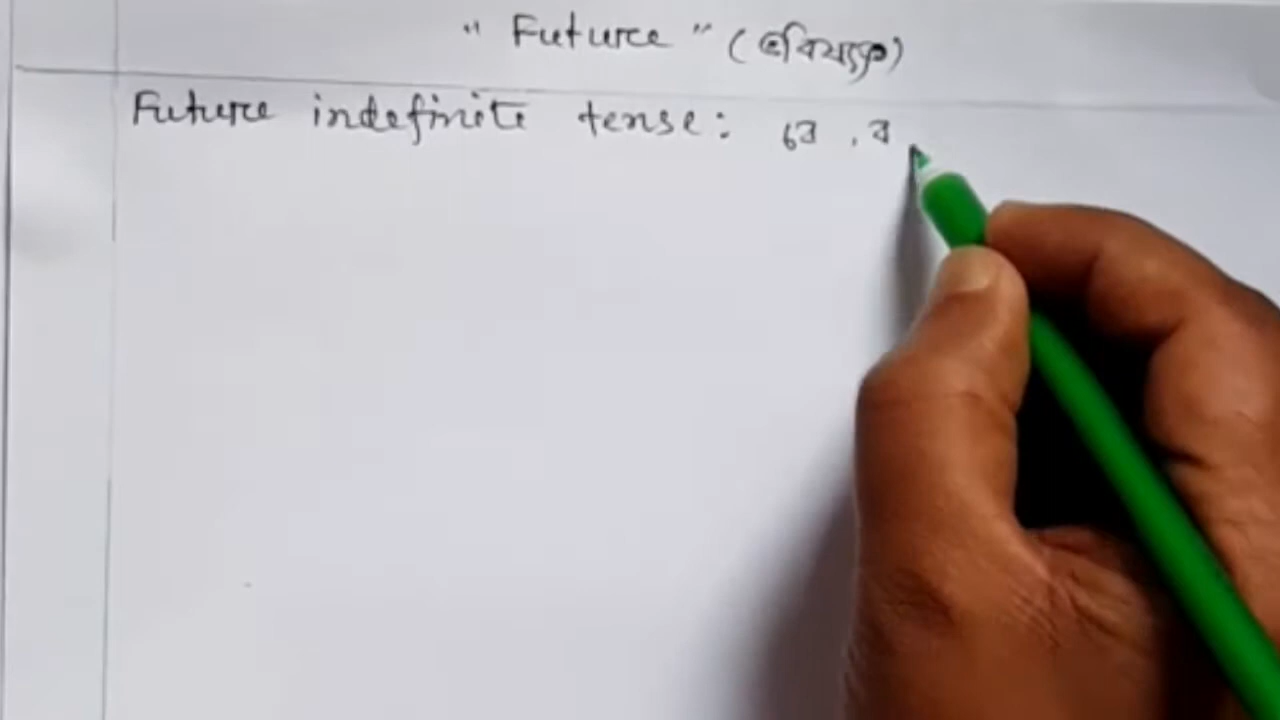 " Future " (ভবিষ্যৎ)
Future indefinite tense: বে , ব